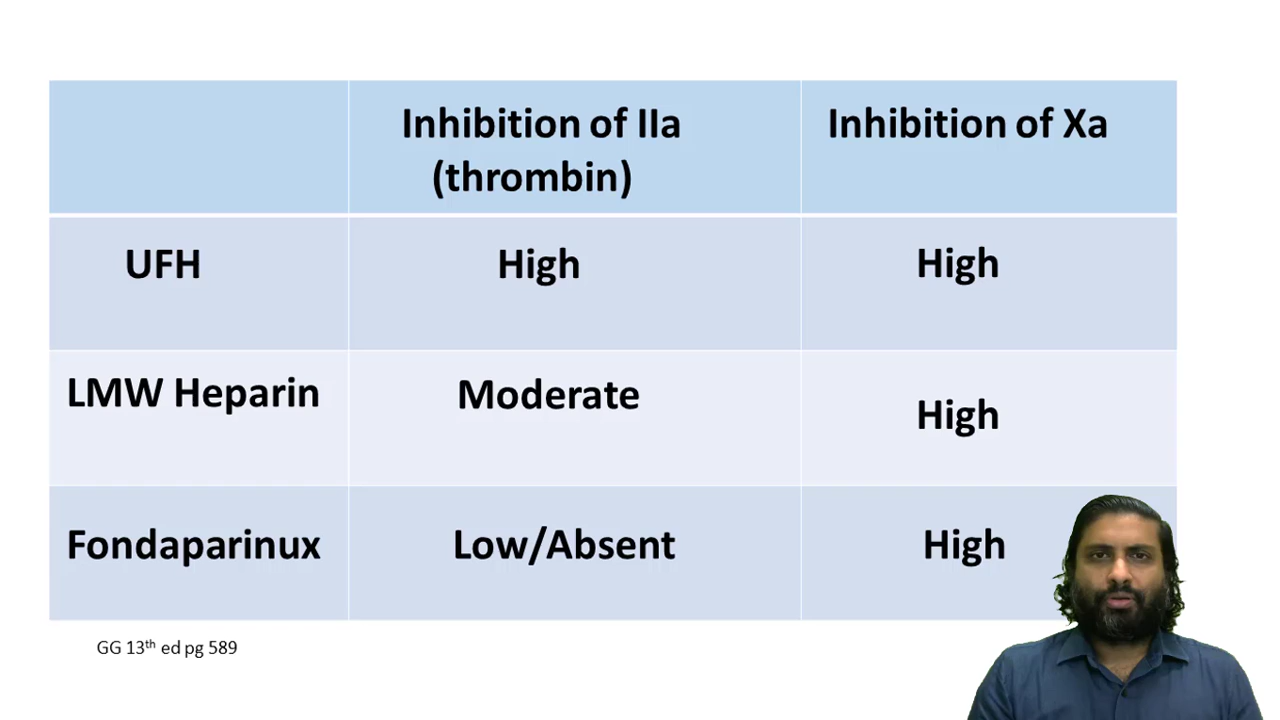 Inhibition of IIa
(thrombin)
Inhibition of Xa
UFH
High
High
LMW Heparin
Moderate
High
Fondaparinux
Low/Absent
High
GG 13th ed pg 589